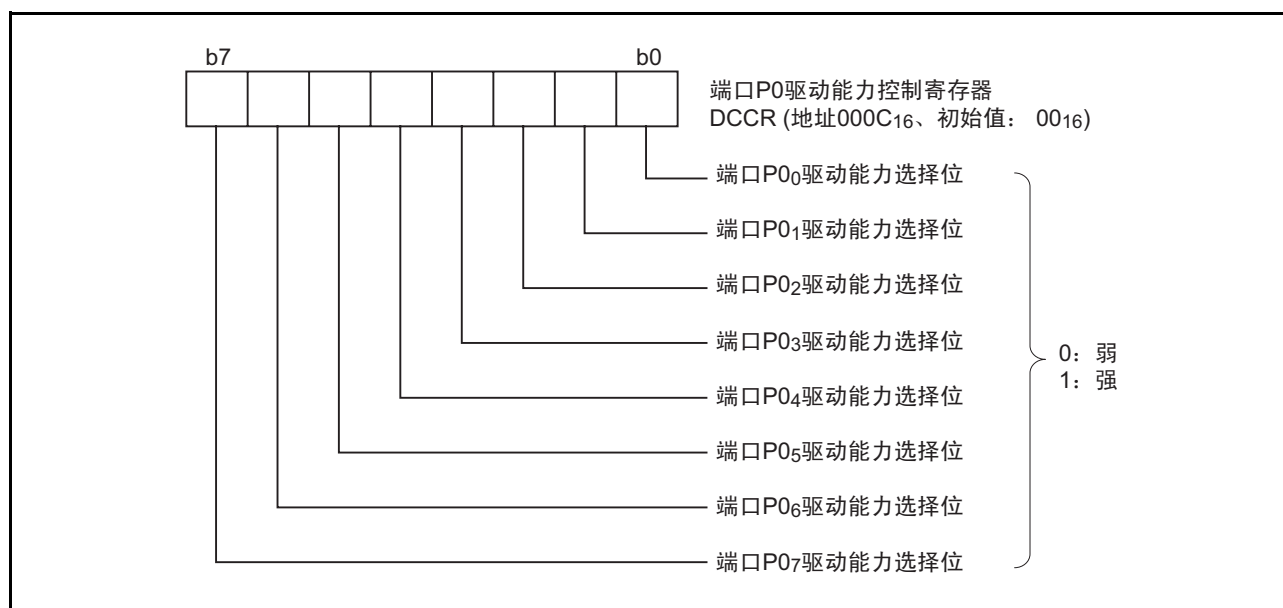 b7
b0
端口P0驱动能力控制寄存器
DCCR (地址000C16、初始值： 0016)
端口P00驱动能力选择位
端口P01驱动能力选择位
端口P02驱动能力选择位
端口P03驱动能力选择位
端口P04驱动能力选择位
端口P05驱动能力选择位
端口P06驱动能力选择位
端口P07驱动能力选择位
0：弱
1：强